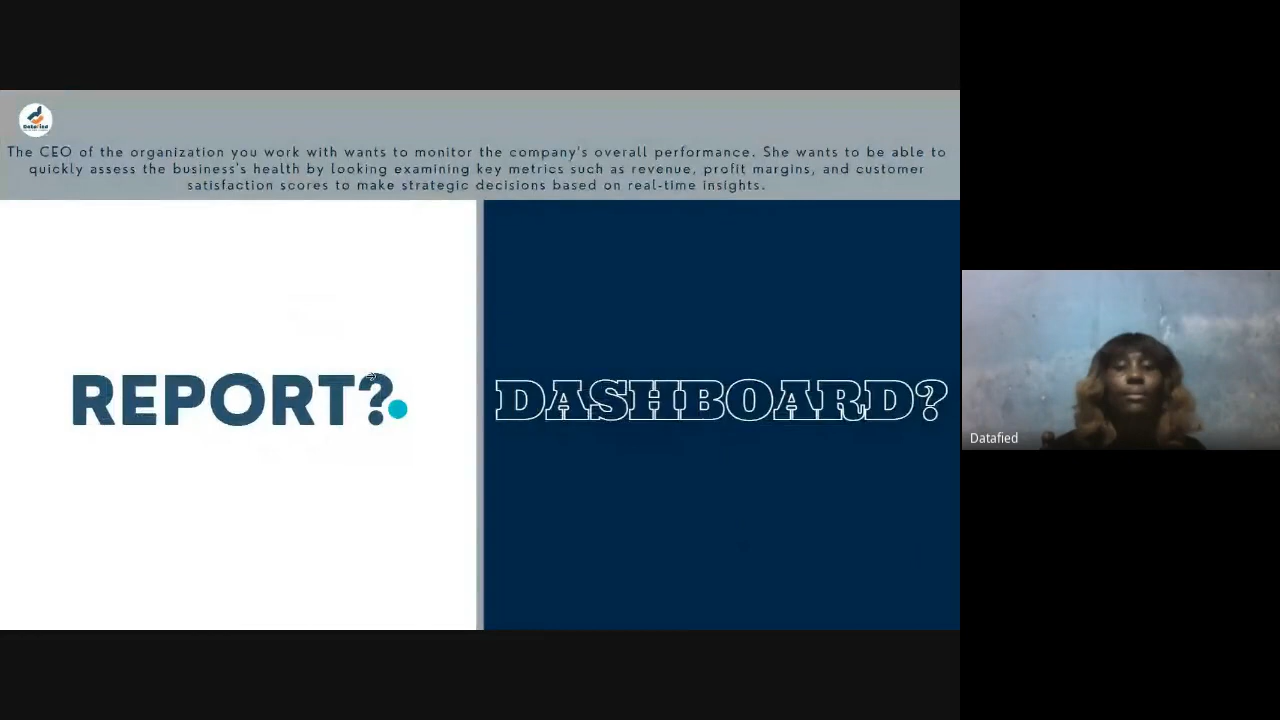 Datafied
The CEO of the organization you work with wants to monitor the company's overall performance. She wants to be able to
quickly assess the business's health by looking examining key metrics such as revenue, profit margins, and customer
satisfaction scores to make strategic decisions based on real-time insights.
REPORT?
DASHBOARD?
Datafied